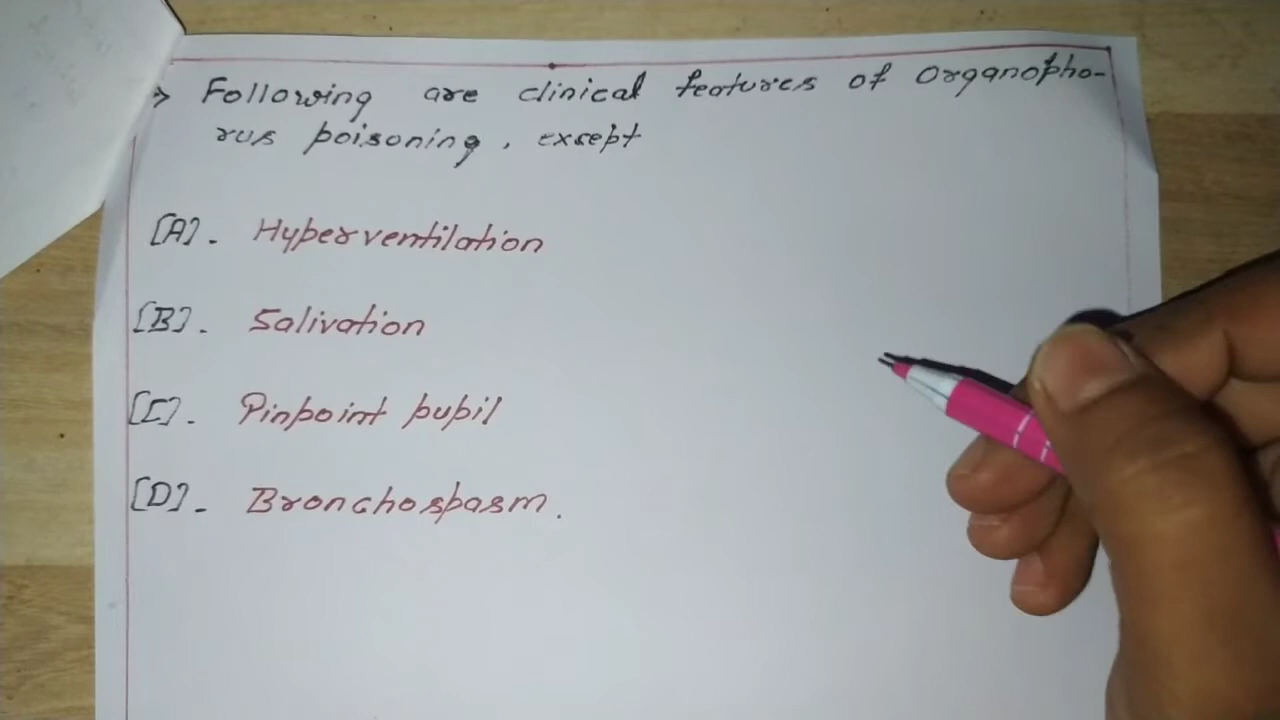 > Following are clinical features of Organopho-
rus poisoning, except
[A]. Hyperventilation
[B]. Salivation
[C]. Pinpoint pupil
[D]. Bronchospasm.